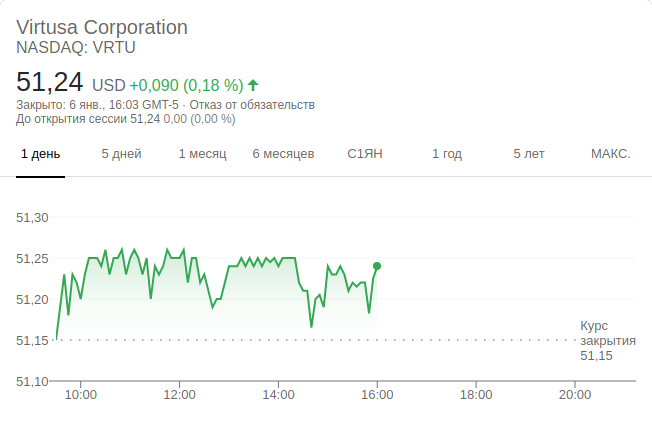 Virtusa Corporation
NASDAQ: VRTU
51,24 USD +0,090 (0,18 %)
Закрыто: 6 янв., 16:03 GMT-5 · Отказ от обязательств
До открытия сессии 51,24 0,00 (0,00 %)
1 день 5 дней 1 месяц 6 месяцев С1ЯН 1 год 5 лет МАКС.
51,30
51,25
51,20
51,15
51,10
Курс
закрытия
51,15
10:00 12:00 14:00 16:00 18:00 20:00